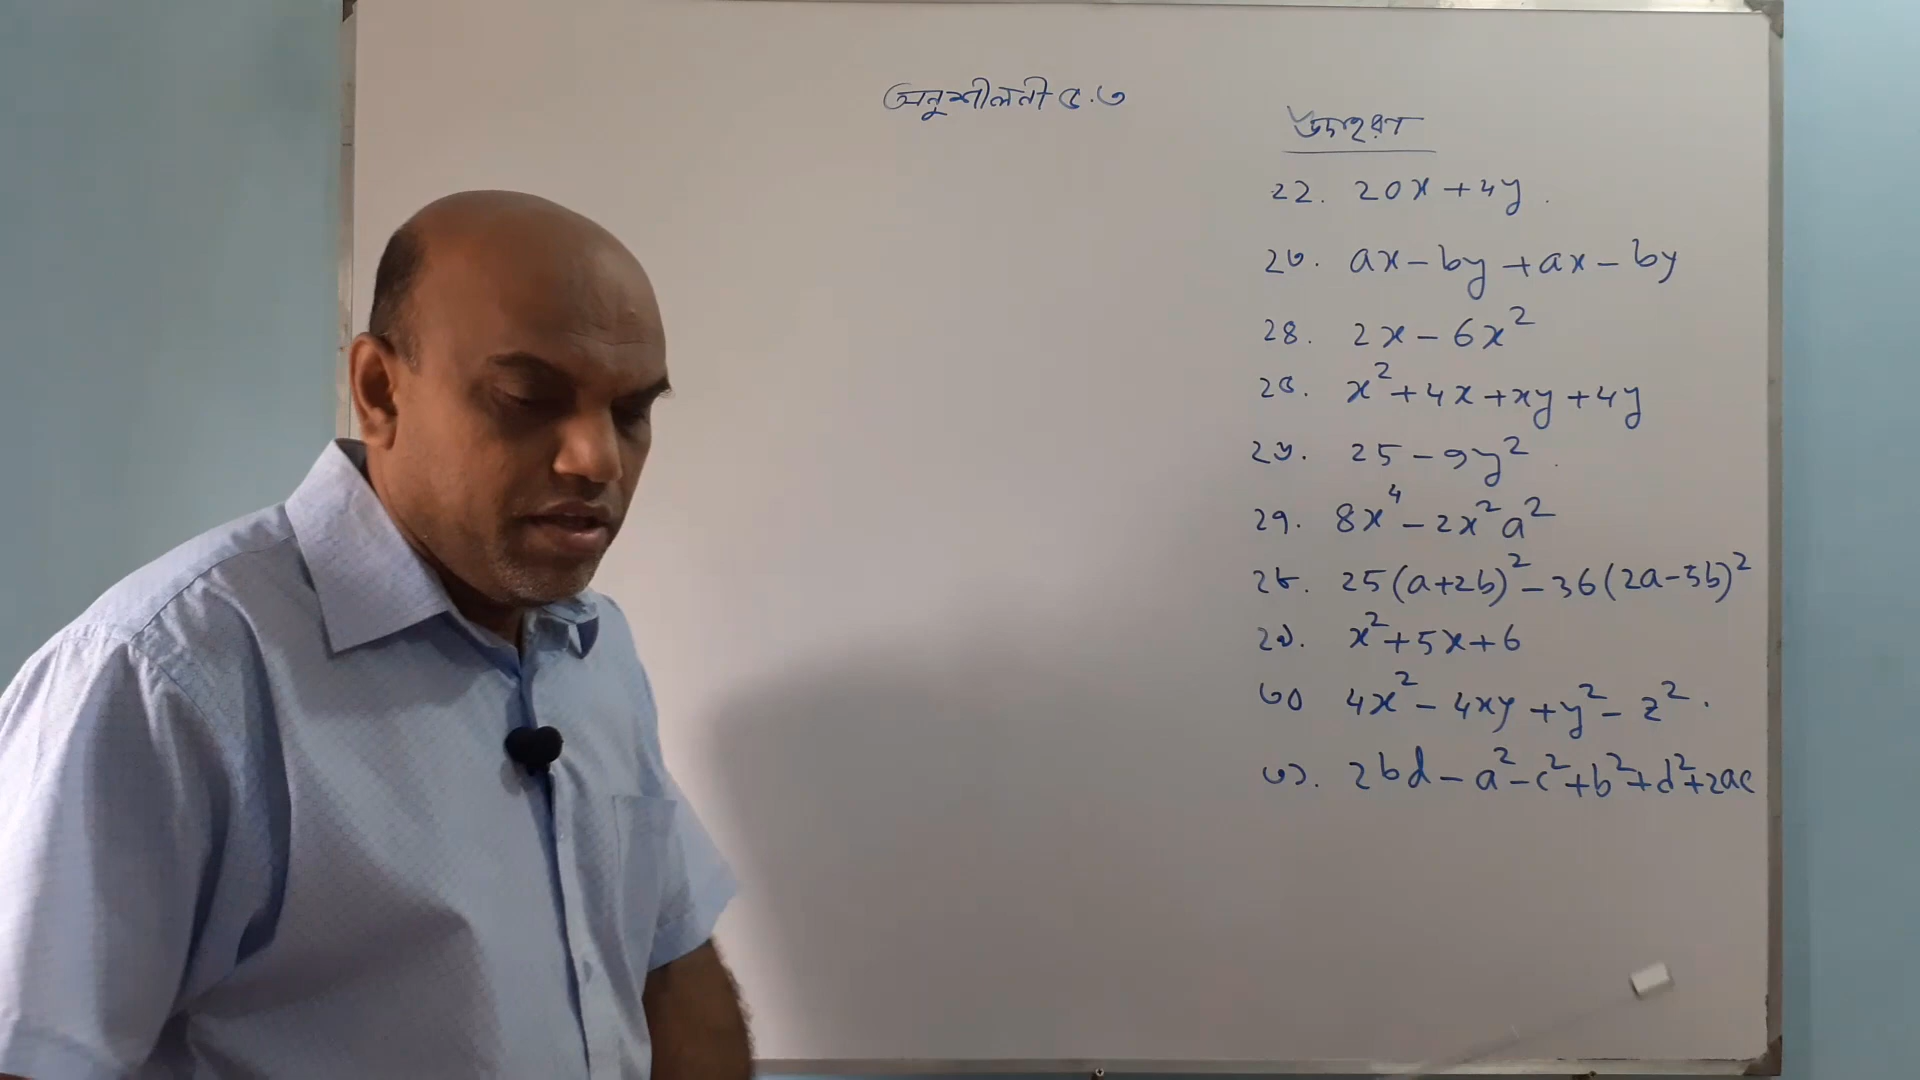 অনুশীলনী ৫.৩
উদাহরণ
২২. 20x + 4y.
২৩. ax - by + ax - by
২৪. 2x - 6x²
২৫. x² + 4x + xy + 4y
২৬. 25 - 9y².
২৭. 8x⁴ - 2x²a²
২৮. 25(a+2b)² - 36(2a-5b)²
২৯. x² + 5x + 6
৩০ 4x² - 4xy + y² - z².
৩১. 2bd - a² - c² + b² + d² + 2ac